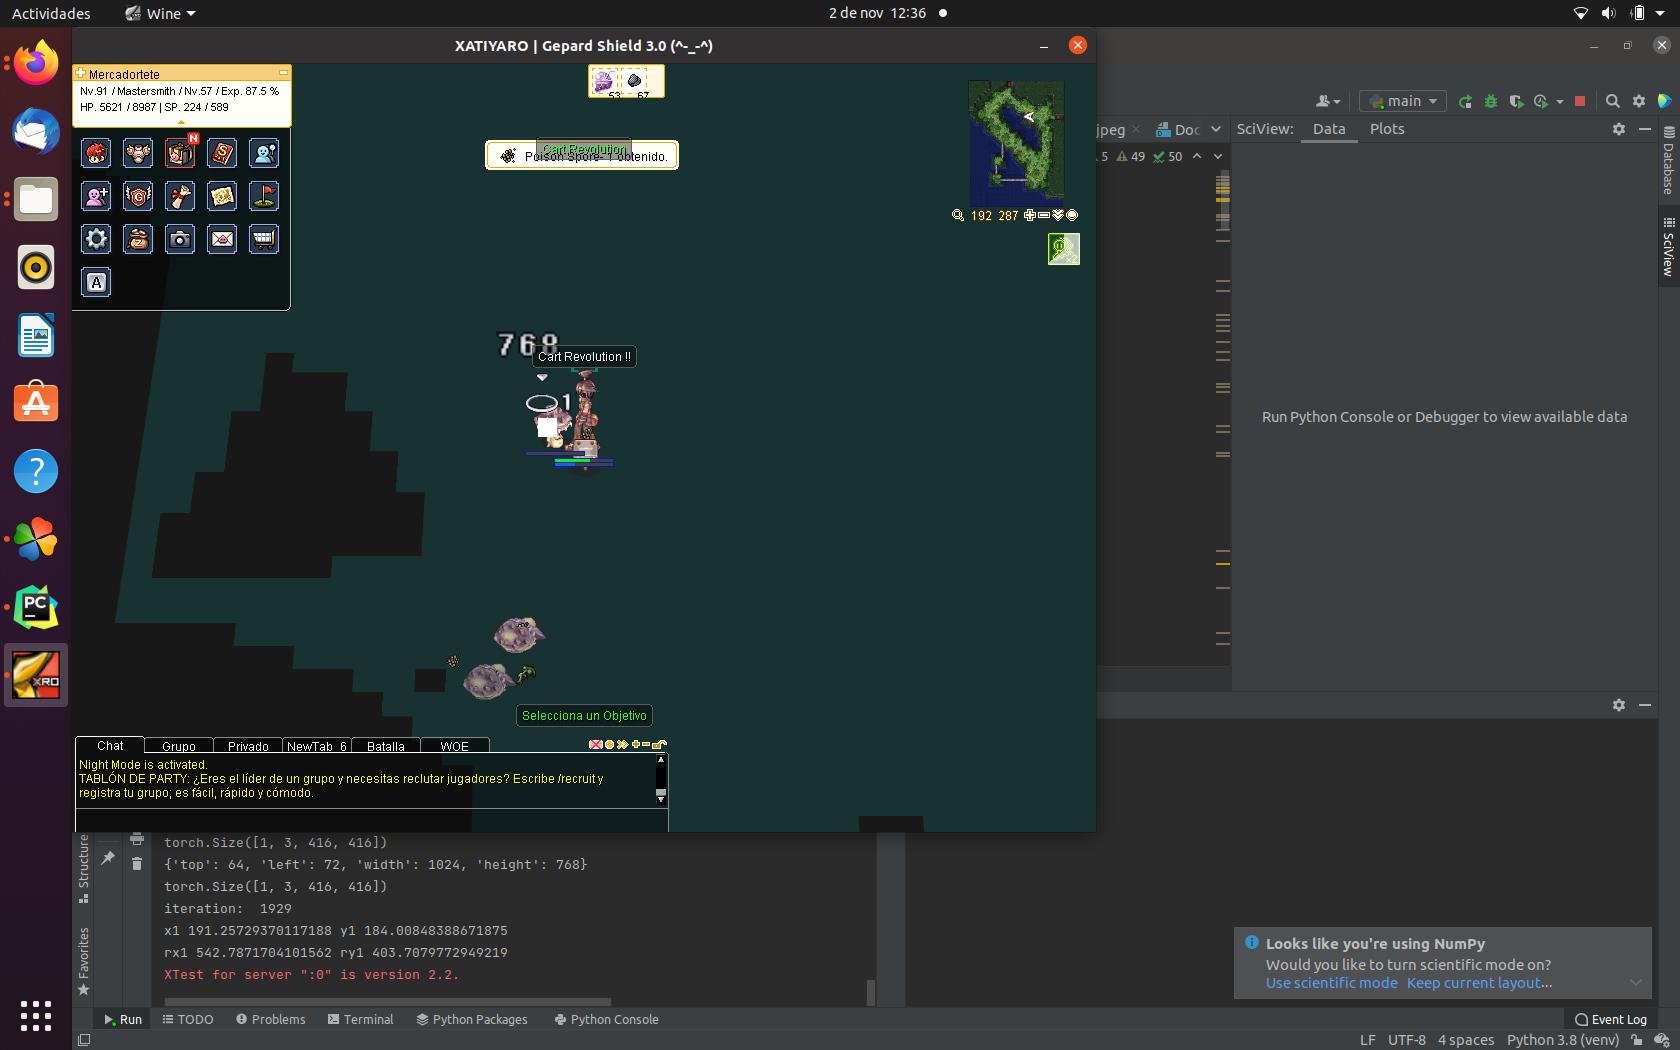 Actividades
Wine
2 de nov 12:36
XATIYARO | Gepard Shield 3.0 (^-_-^)
Mercadortete
Nv.91 / Mastersmith / Nv.57 / Exp. 87.5 %
HP. 5621 / 8987 | SP. 224 / 589
N
A
53
67
Cart Revolution
Poison Spore- 1 obtenido.
192 287
x2
768
Cart Revolution !!
1
Selecciona un Objetivo
Chat
Grupo
Privado
NewTab_6
Batalla
WOE
Night Mode is activated.
TABLÓN DE PARTY: ¿Eres el líder de un grupo y necesitas reclutar jugadores? Escribe /recruit y
registra tu grupo; es fácil, rápido y cómodo.
main
jpeg
Doc
SciView:
Data
Plots
5
49
50
Database
SciView
Run Python Console or Debugger to view available data
PC
XRO
Structure
Favorites
torch.Size([1, 3, 416, 416])
{'top': 64, 'left': 72, 'width': 1024, 'height': 768}
torch.Size([1, 3, 416, 416])
iteration:  1929
x1 191.25729370117188 y1 184.00848388671875
rx1 542.7871704101562 ry1 403.7079772949219
XTest for server ":0" is version 2.2.
Looks like you're using NumPy
Would you like to turn scientific mode on?
Use scientific mode
Keep current layout...
Run
TODO
Problems
Terminal
Python Packages
Python Console
Event Log
LF
UTF-8
4 spaces
Python 3.8 (venv)